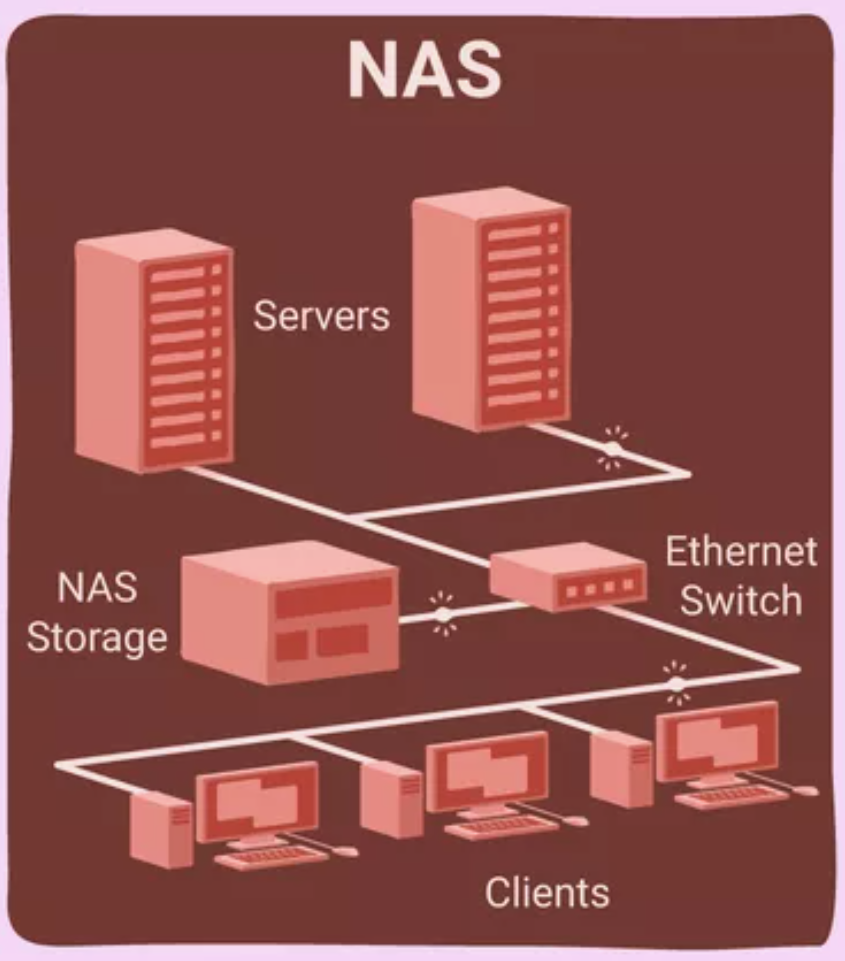 NAS
Servers
Ethernet
Switch
NAS
Storage
Clients